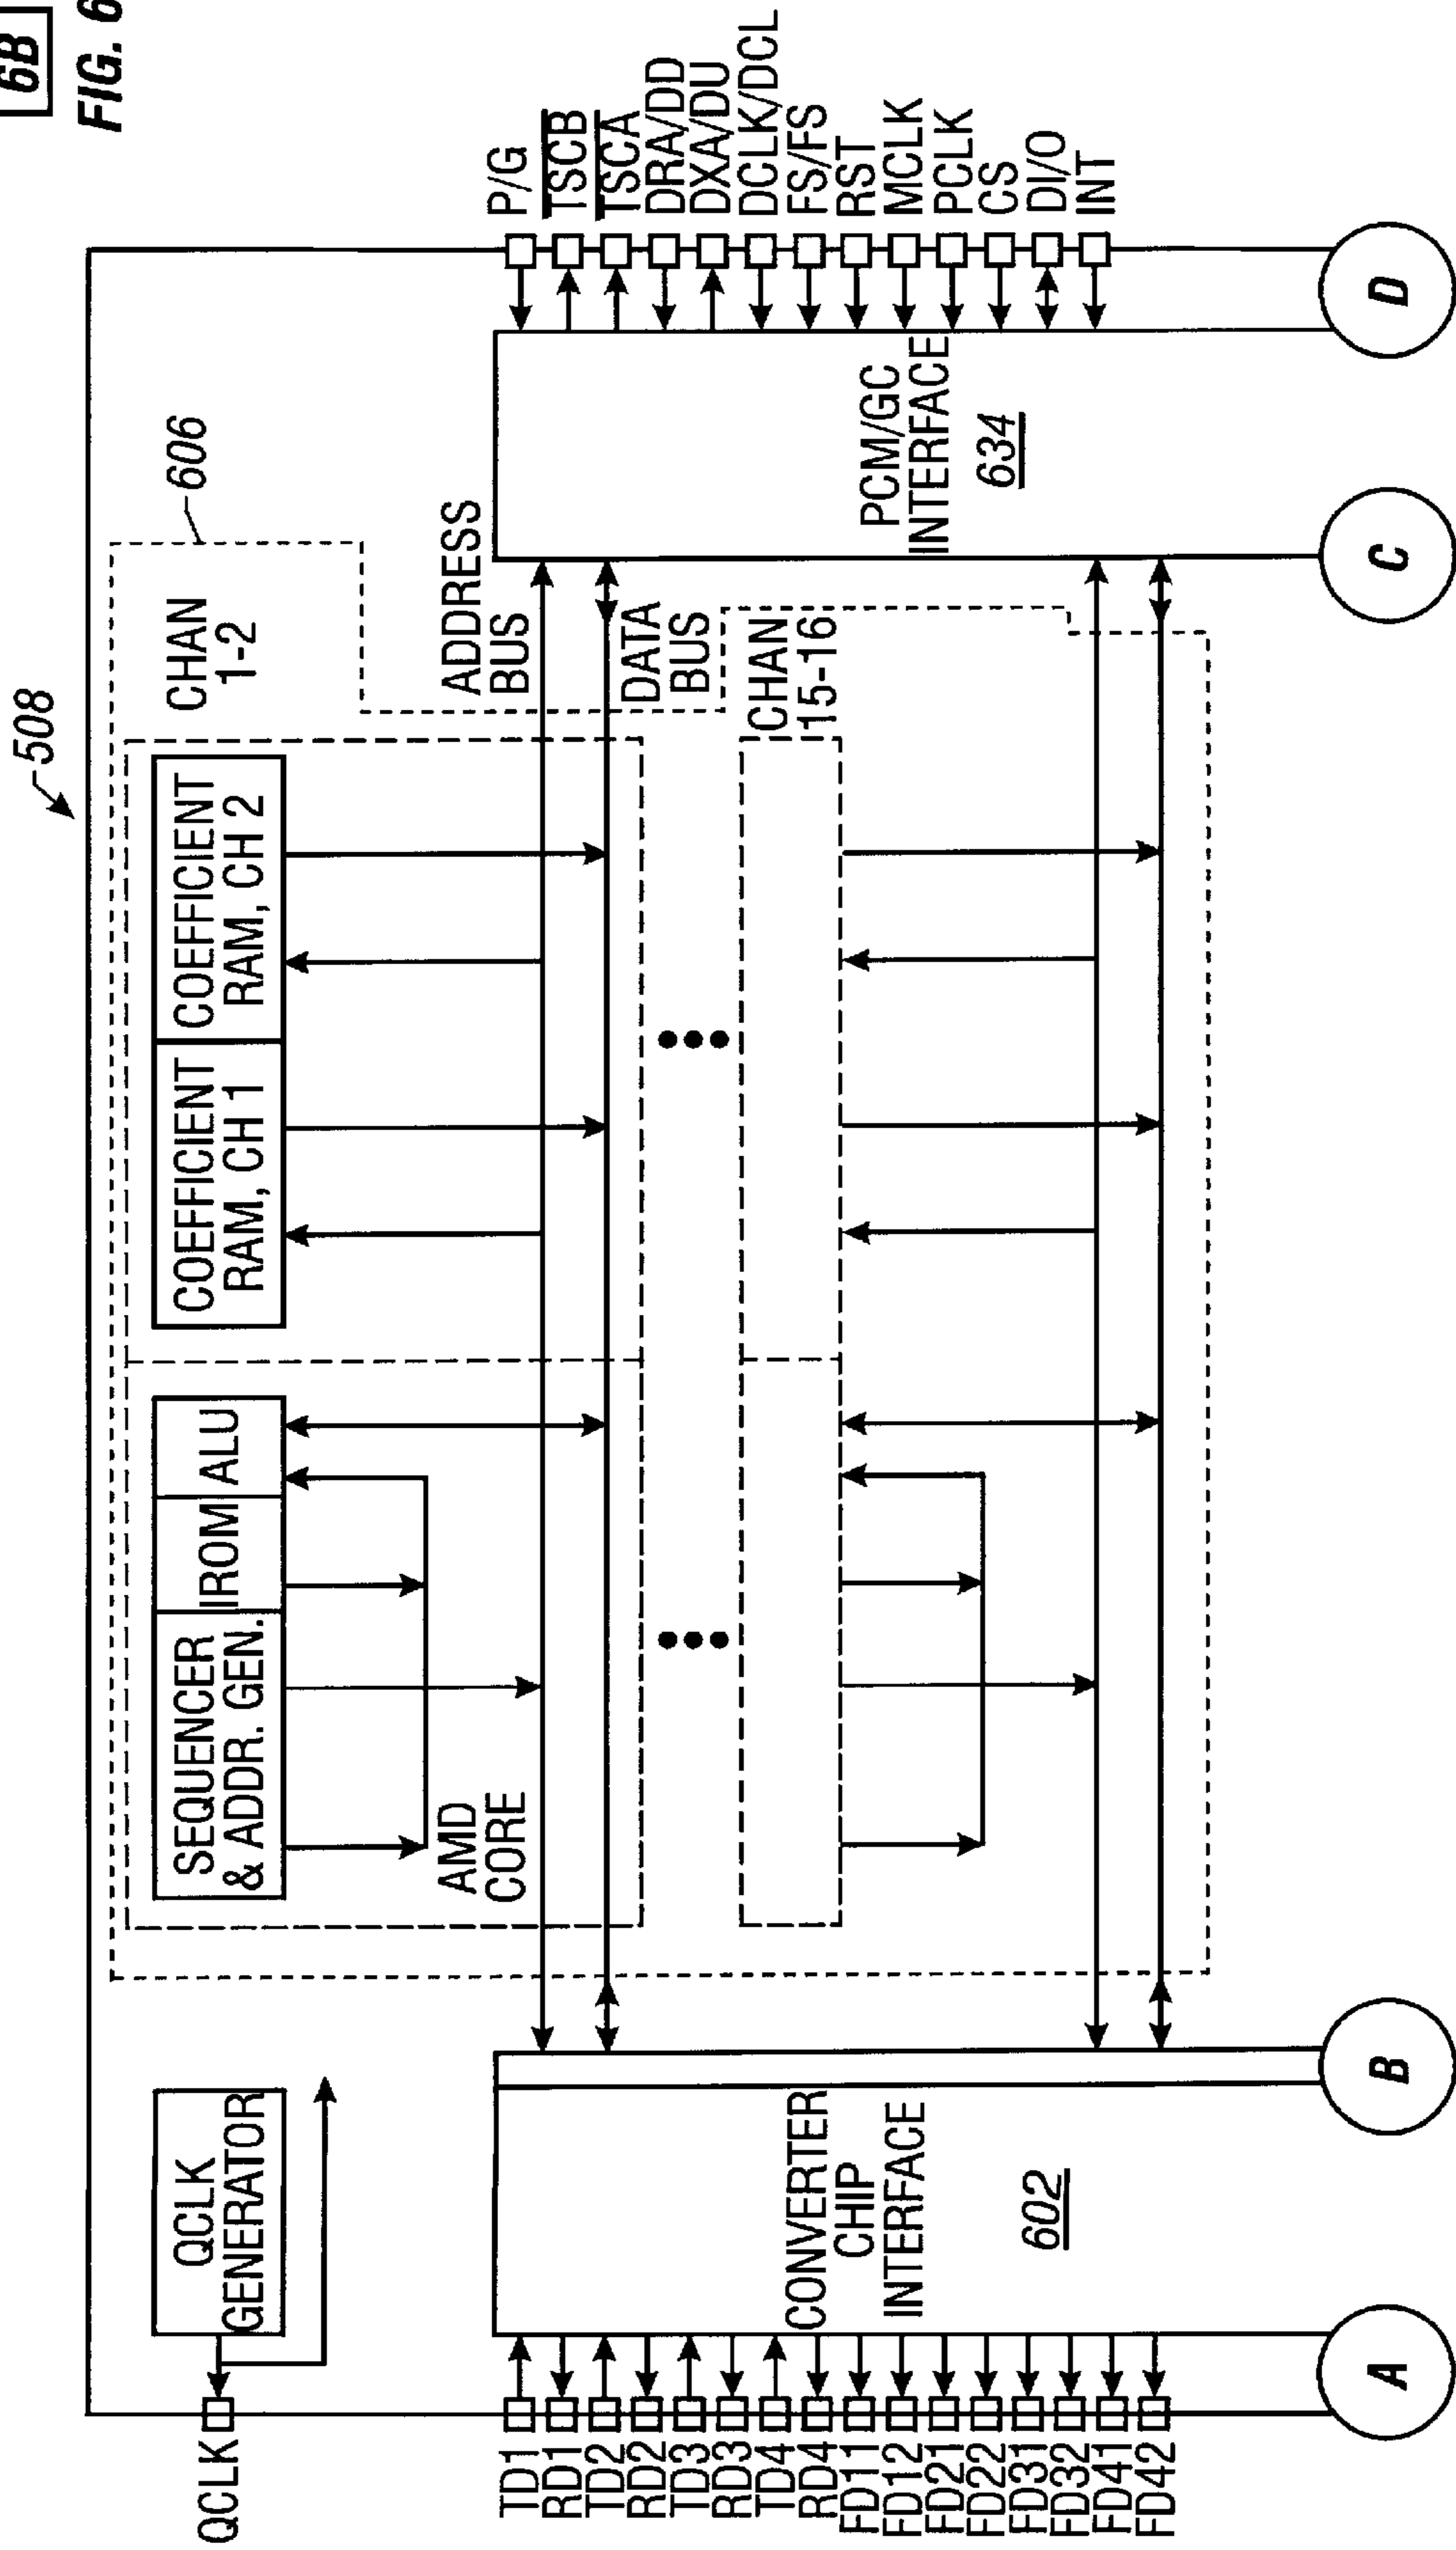 6B
FIG. 6
508
606
QCLK
QCLK
GENERATOR
SEQUENCER
& ADDR. GEN.
IROM
ALU
COEFFICIENT
RAM, CH 1
COEFFICIENT
RAM, CH 2
CHAN
1-2
AMD
CORE
ADDRESS
BUS
DATA
BUS
CHAN
15-16
TD1
RD1
TD2
RD2
TD3
RD3
TD4
RD4
FD11
FD12
FD21
FD22
FD31
FD32
FD41
FD42
CONVERTER
CHIP
INTERFACE
602
PCM/GC
INTERFACE
634
P/G
TSCB
TSCA
DRA/DD
DXA/DU
DCLK/DCL
FS/FS
RST
MCLK
PCLK
CS
DI/O
INT
A
B
C
D